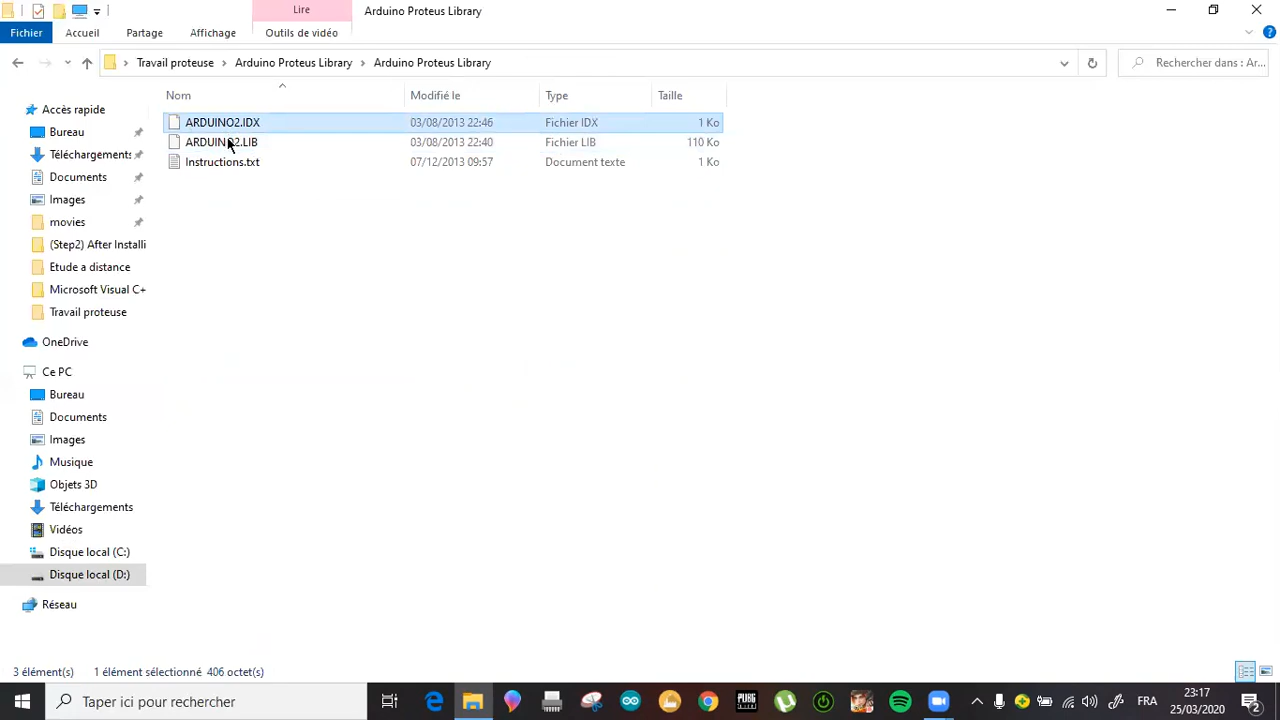 Lire
Arduino Proteus Library
Fichier
Accueil
Partage
Affichage
Outils de vidéo
Travail proteuse
Arduino Proteus Library
Arduino Proteus Library
Rechercher dans : Ar...
Nom
Modifié le
Type
Taille
ARDUINO2.IDX
03/08/2013 22:46
Fichier IDX
1 Ko
ARDUINO2.LIB
03/08/2013 22:40
Fichier LIB
110 Ko
Instructions.txt
07/12/2013 09:57
Document texte
1 Ko
Accès rapide
Bureau
Téléchargements
Documents
Images
movies
(Step2) After Installi
Etude a distance
Microsoft Visual C+
Travail proteuse
OneDrive
Ce PC
Bureau
Documents
Images
Musique
Objets 3D
Téléchargements
Vidéos
Disque local (C:)
Disque local (D:)
Réseau
3 élément(s)
1 élément sélectionné 406 octet(s)
Taper ici pour rechercher
PUBG
FRA
23:17
25/03/2020
2